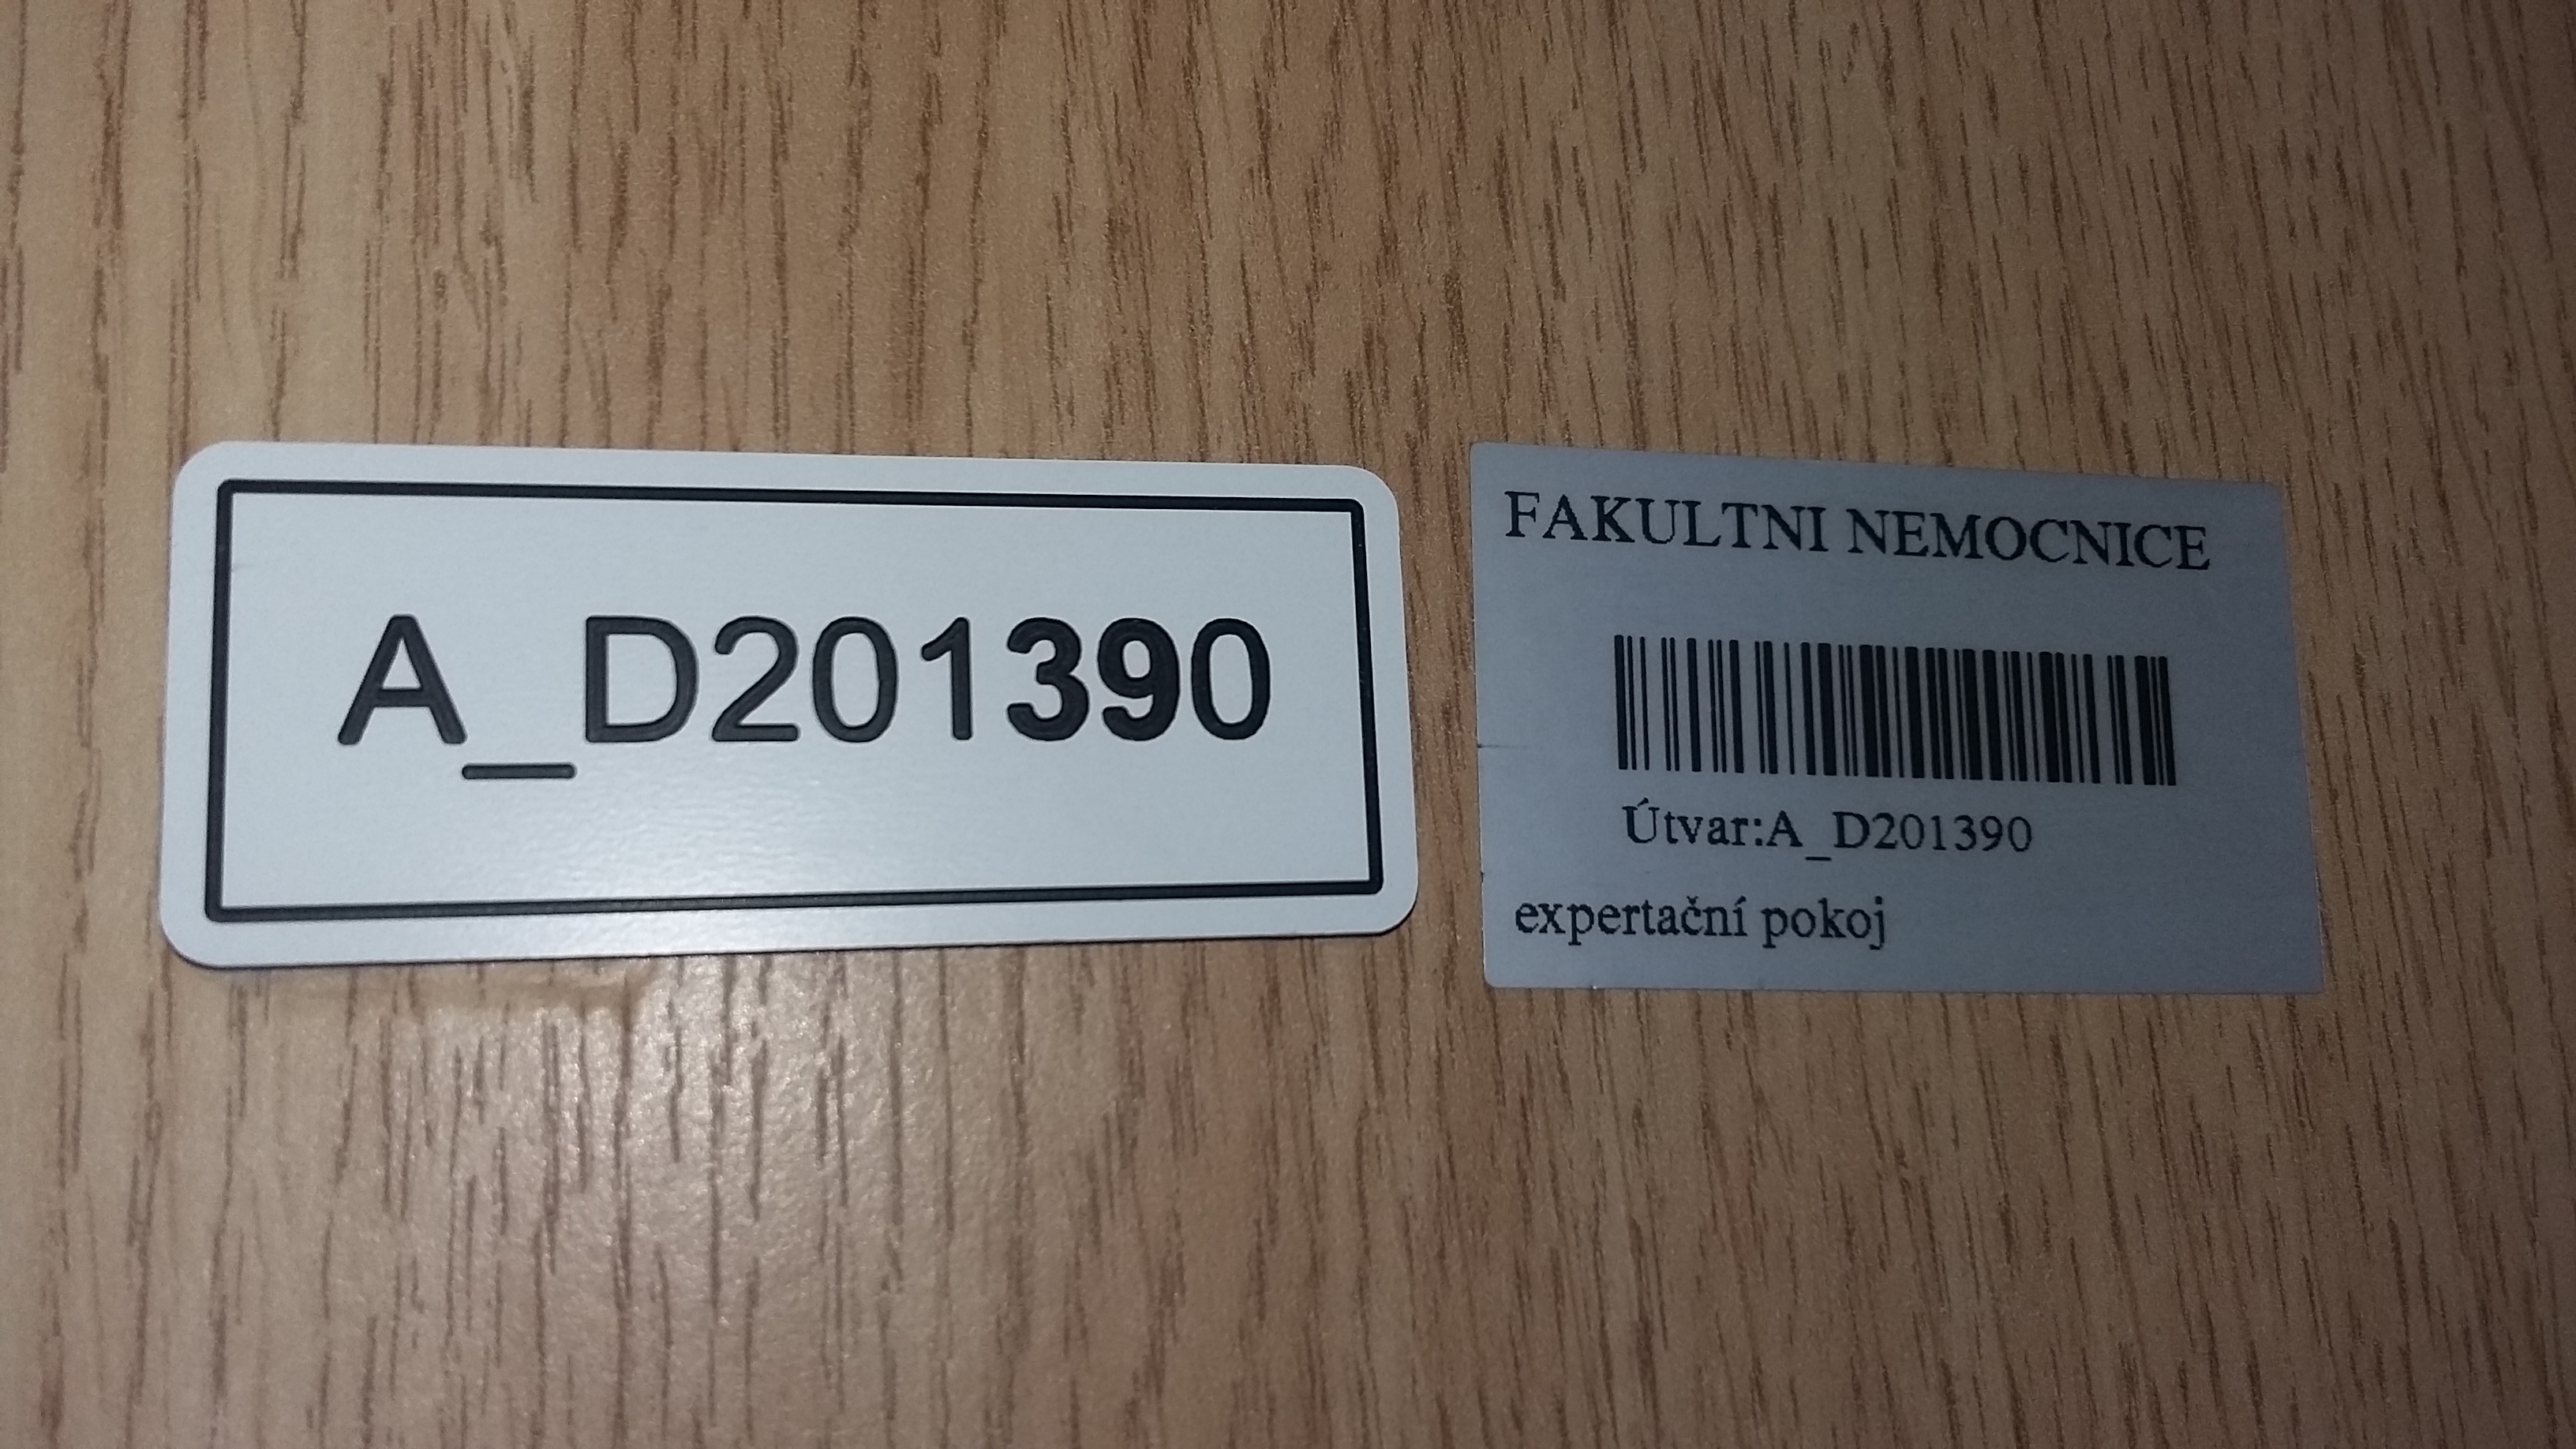 A_D201390
FAKULTNI NEMOCNICE
Útvar:A_D201390
expertační pokoj